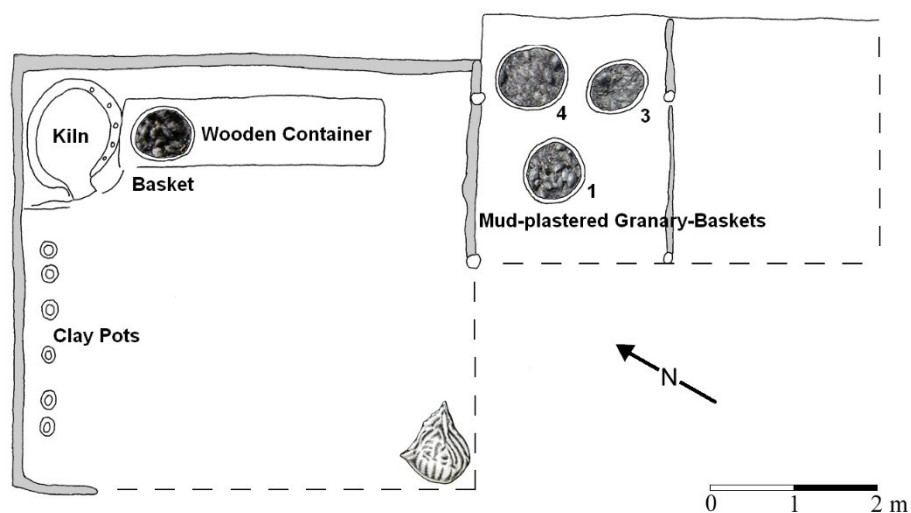 Kiln
Wooden Container
Basket
4
3
1
Mud-plastered Granary-Baskets
Clay Pots
N
0 1 2 m